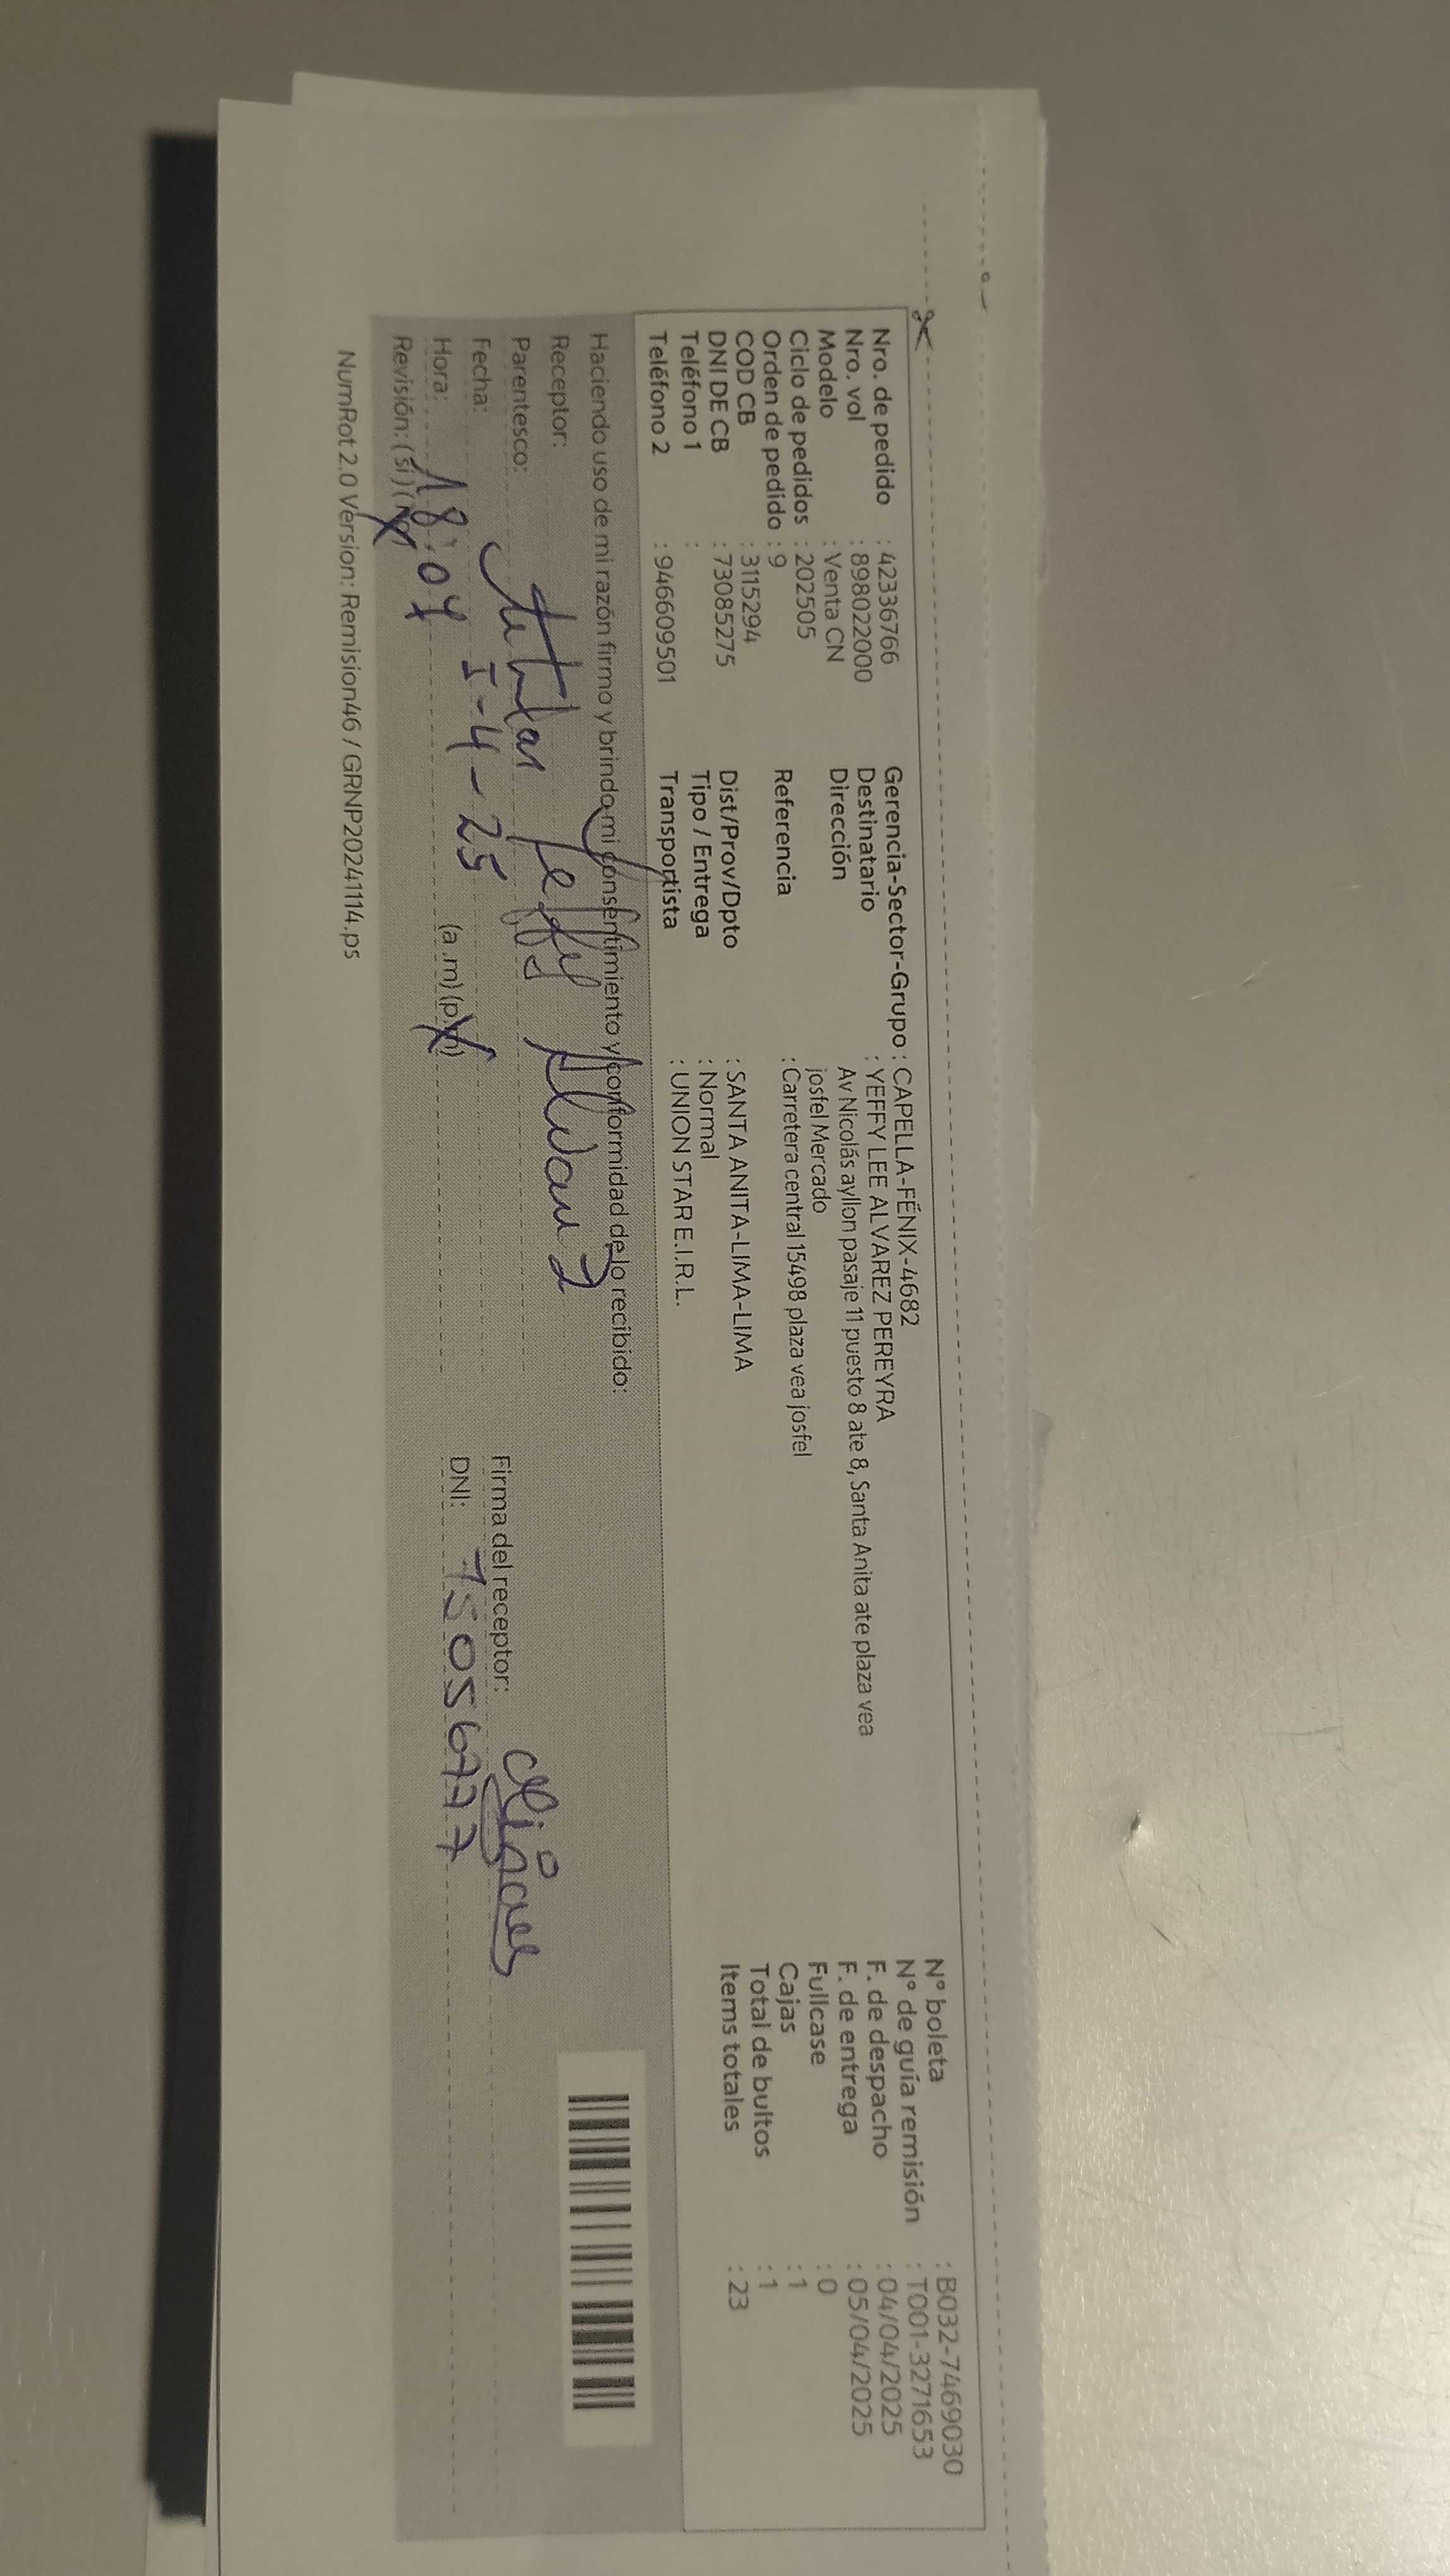 Nro. de pedido : 42336766
Nro. vol : 898022000
Modelo : Venta CN
Ciclo de pedidos : 202505
Orden de pedido : 9
COD CB : 3115294
DNI DE CB : 73085275
Teléfono 1 :
Teléfono 2 : 946609501
Gerencia-Sector-Grupo : CAPELLA-FÉNIX-4682
Destinatario : YEFFY LEE ALVAREZ PEREYRA
Dirección Av Nicolás ayllon pasaje 11 puesto 8 ate 8, Santa Anita ate plaza vea
josfel Mercado
Referencia : Carretera central 15498 plaza vea josfel
Dist/Prov/Dpto : SANTA ANITA-LIMA-LIMA
Tipo / Entrega : Normal
Transportista : UNION STAR E.I.R.L.
N° boleta : B032-7469030
N° de guía remisión : T001-3271653
F. de despacho : 04/04/2025
F. de entrega : 05/04/2025
Fullcase : 0
Cajas : 1
Total de bultos : 1
Items totales : 23
Haciendo uso de mi razón firmo y brindo mi consentimiento y conformidad de lo recibido:
Receptor:
Parentesco: titular
Fecha: -4-25
Hora: 18:07 (a.m) (p.m)
Revisión: (si) (no)
Firma del receptor:
DNI: 75056777
NumRot 2.0 Version: Remision46 / GRNP20241114.ps